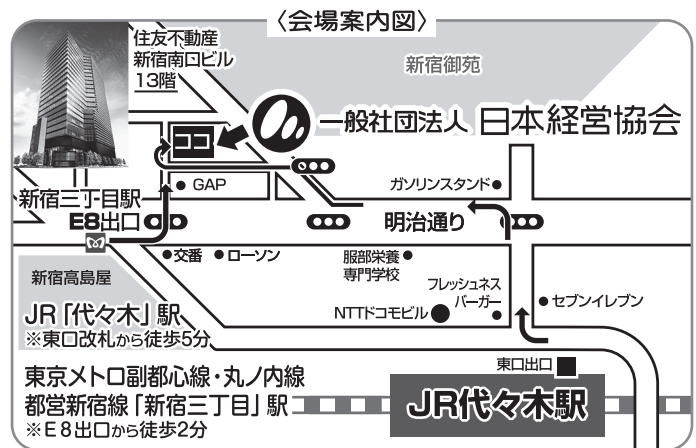 〈会場案内図〉
住友不動産
新宿南口ビル
13階
新宿御苑
一般社団法人 日本経営協会
ココ
GAP
ガソリンスタンド
新宿三丁目駅
E8出口
明治通り
交番
ローソン
服部栄養
専門学校
新宿高島屋
フレッシュネス
バーガー
NTTドコモビル
セブンイレブン
JR「代々木」駅
※東口改札から徒歩5分
東口出口
東京メトロ副都心線・丸ノ内線
都営新宿線「新宿三丁目」駅
※E8出口から徒歩2分
JR代々木駅